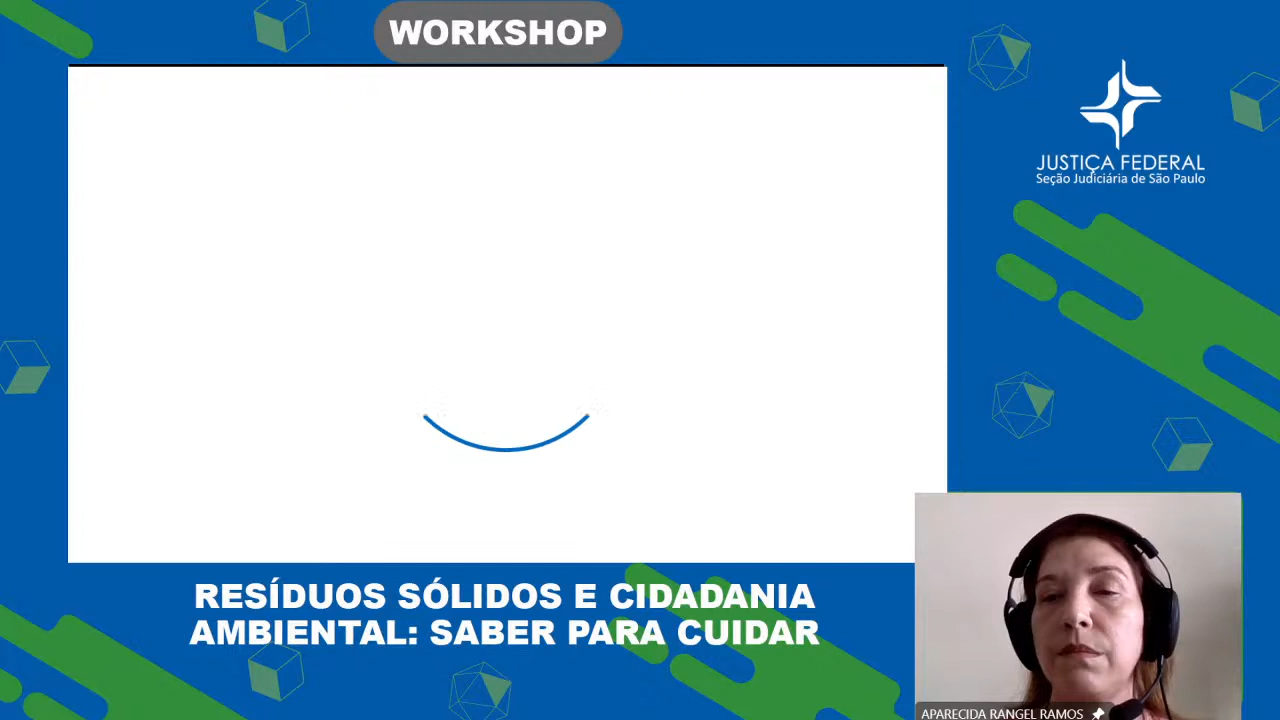 WORKSHOP
JUSTIÇA FEDERAL
Seção Judiciária de São Paulo
RESÍDUOS SÓLIDOS E CIDADANIA
AMBIENTAL: SABER PARA CUIDAR
APARECIDA RANGEL RAMOS